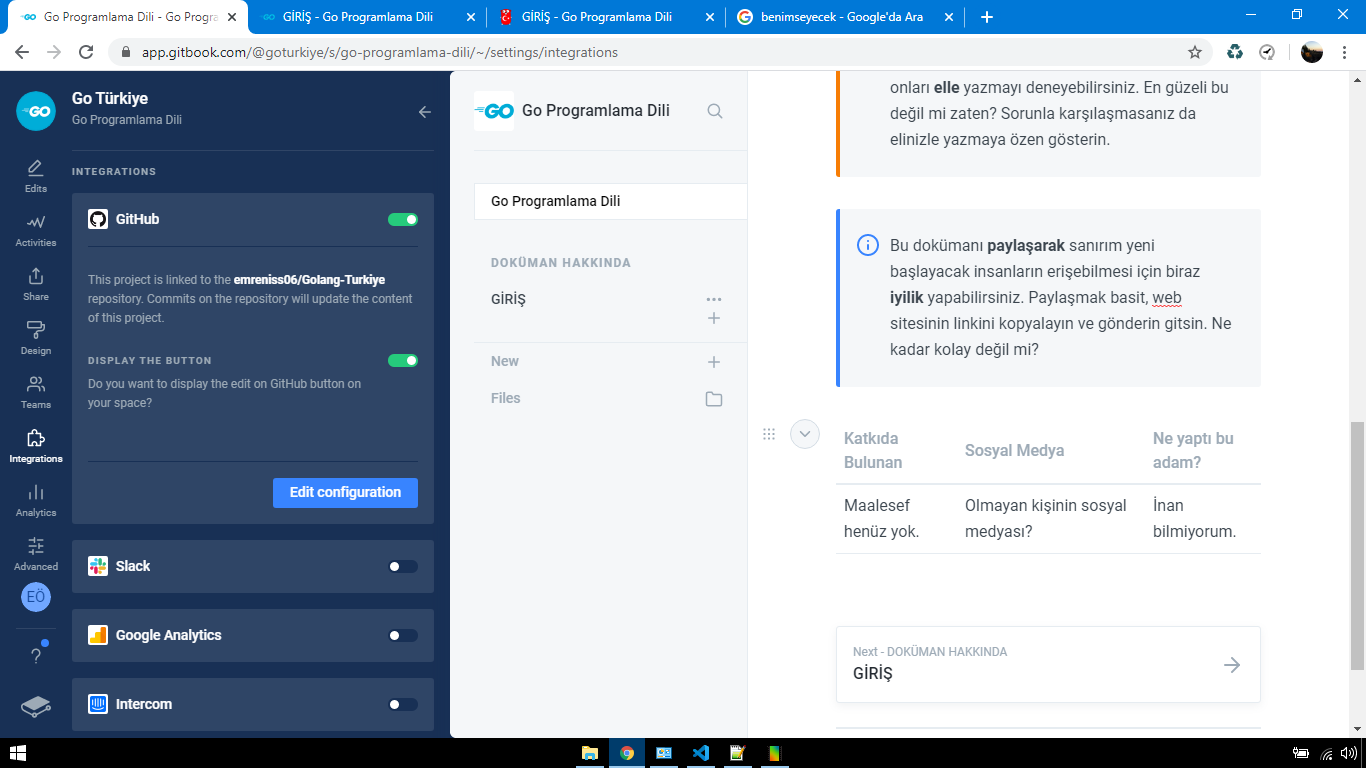 Go Programlama Dili - Go Progra
GİRİŞ - Go Programlama Dili
GİRİŞ - Go Programlama Dili
benimseyecek - Google'da Ara
app.gitbook.com/@goturkiye/s/go-programlama-dili/~/settings/integrations
GO
Go Türkiye
Go Programlama Dili
Edits
Activities
Share
Design
Teams
Integrations
Analytics
Advanced
EÖ
?
INTEGRATIONS
GitHub
This project is linked to the emreniss06/Golang-Turkiye
repository. Commits on the repository will update the content
of this project.
DISPLAY THE BUTTON
Do you want to display the edit on GitHub button on
your space?
Edit configuration
Slack
Google Analytics
Intercom
GO
Go Programlama Dili
Go Programlama Dili
DOKÜMAN HAKKINDA
GİRİŞ
New
Files
onları elle yazmayı deneyebilirsiniz. En güzeli bu
değil mi zaten? Sorunla karşılaşmasanız da
elinizle yazmaya özen gösterin.
Bu dokümanı paylaşarak sanırım yeni
başlayacak insanların erişebilmesi için biraz
iyilik yapabilirsiniz. Paylaşmak basit, web
sitesinin linkini kopyalayın ve gönderin gitsin. Ne
kadar kolay değil mi?
Katkıda
Bulunan
Sosyal Medya
Ne yaptı bu
adam?
Maalesef
henüz yok.
Olmayan kişinin sosyal
medyası?
İnan
bilmiyorum.
Next - DOKÜMAN HAKKINDA
GİRİŞ